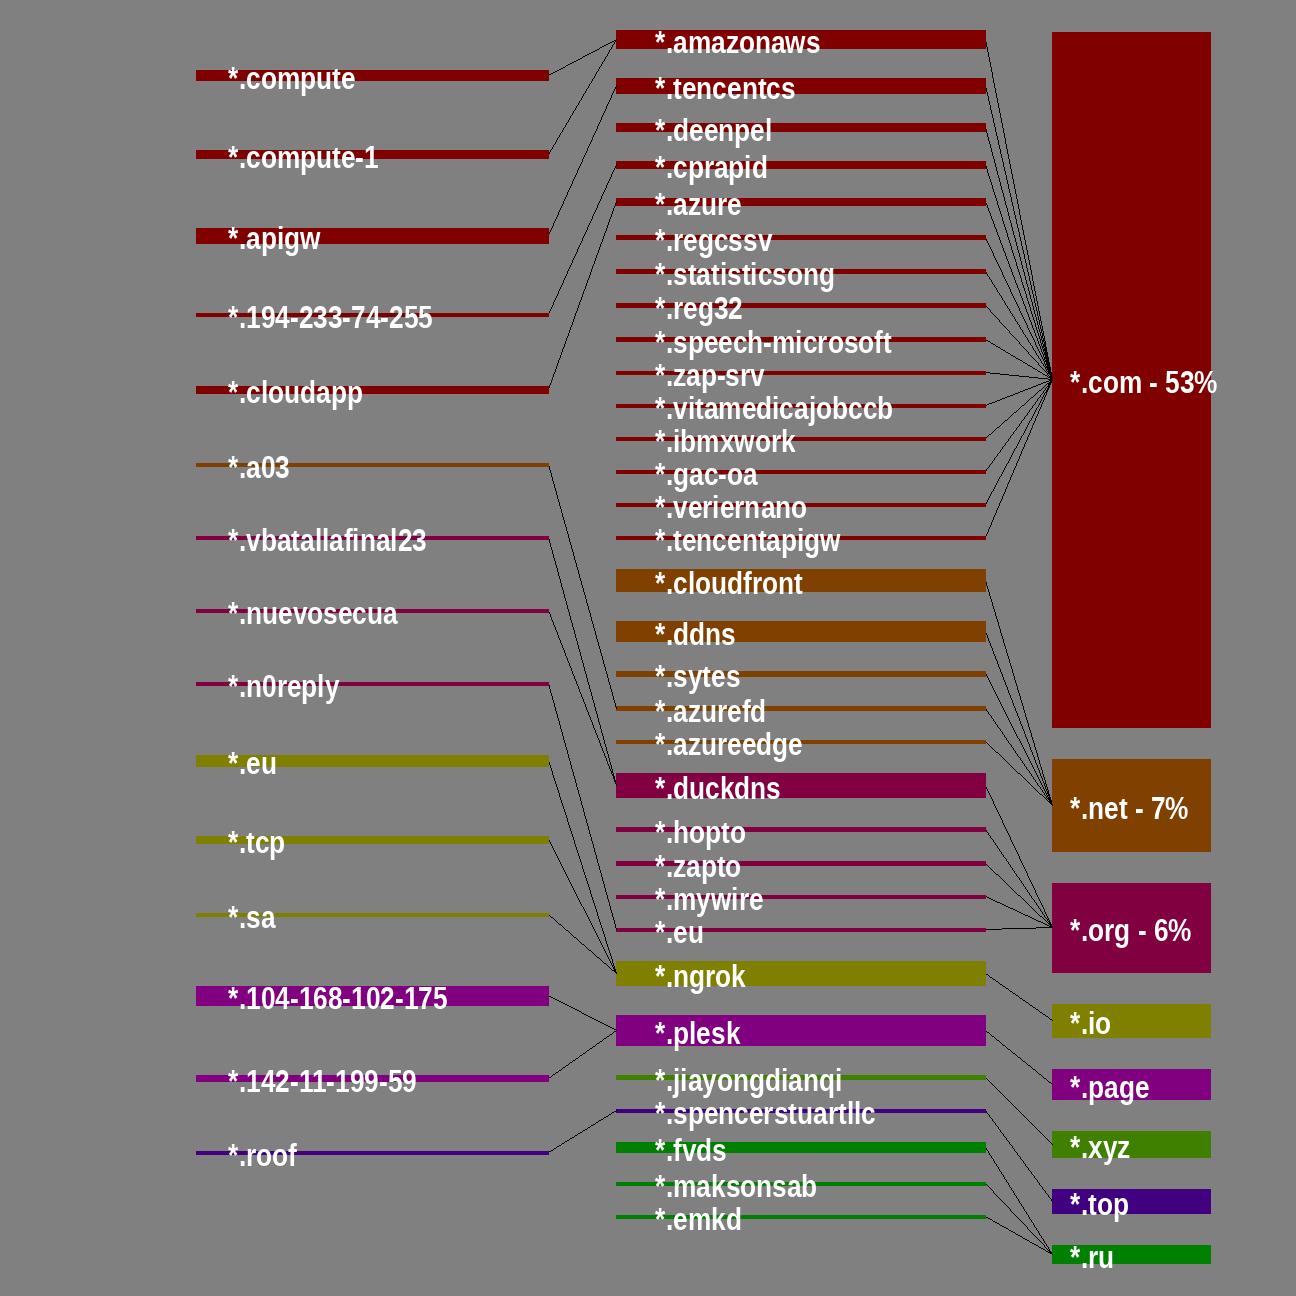 *.compute
*.compute-1
*.apigw
*.194-233-74-255
*.cloudapp
*.a03
*.vbatallafinal23
*.nuevosecua
*.n0reply
*.eu
*.tcp
*.sa
*.104-168-102-175
*.142-11-199-59
*.roof
*.amazonaws
*.tencentcs
*.deenpel
*.cprapid
*.azure
*.regcssv
*.statisticsong
*.reg32
*.speech-microsoft
*.zap-srv
*.vitamedicajobccb
*.ibmxwork
*.gac-oa
*.veriernano
*.tencentapigw
*.cloudfront
*.ddns
*.sytes
*.azurefd
*.azureedge
*.duckdns
*.hopto
*.zapto
*.mywire
*.eu
*.ngrok
*.plesk
*.jiayongdianqi
*.spencerstuartllc
*.fvds
*.maksonsab
*.emkd
*.com - 53%
*.net - 7%
*.org - 6%
*.io
*.page
*.xyz
*.top
*.ru